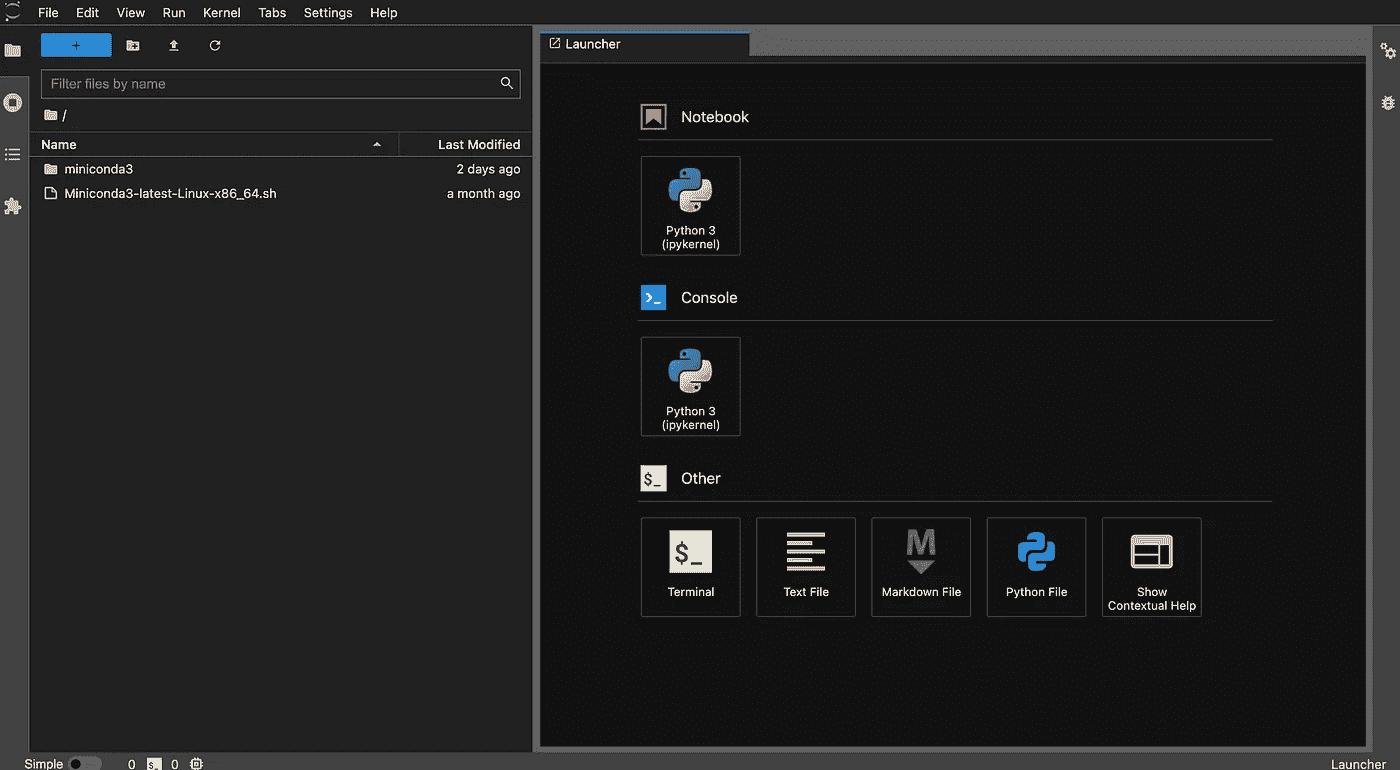 File Edit View Run Kernel Tabs Settings Help
+
Filter files by name
/
Name Last Modified
miniconda3 2 days ago
Miniconda3-latest-Linux-x86_64.sh a month ago
Launcher
Notebook
Python 3
(ipykernel)
Console
Python 3
(ipykernel)
$_ Other
$_
Terminal
Text File
M
Markdown File
Python File
Show
Contextual Help
Simple 0 $_ 0 Launcher